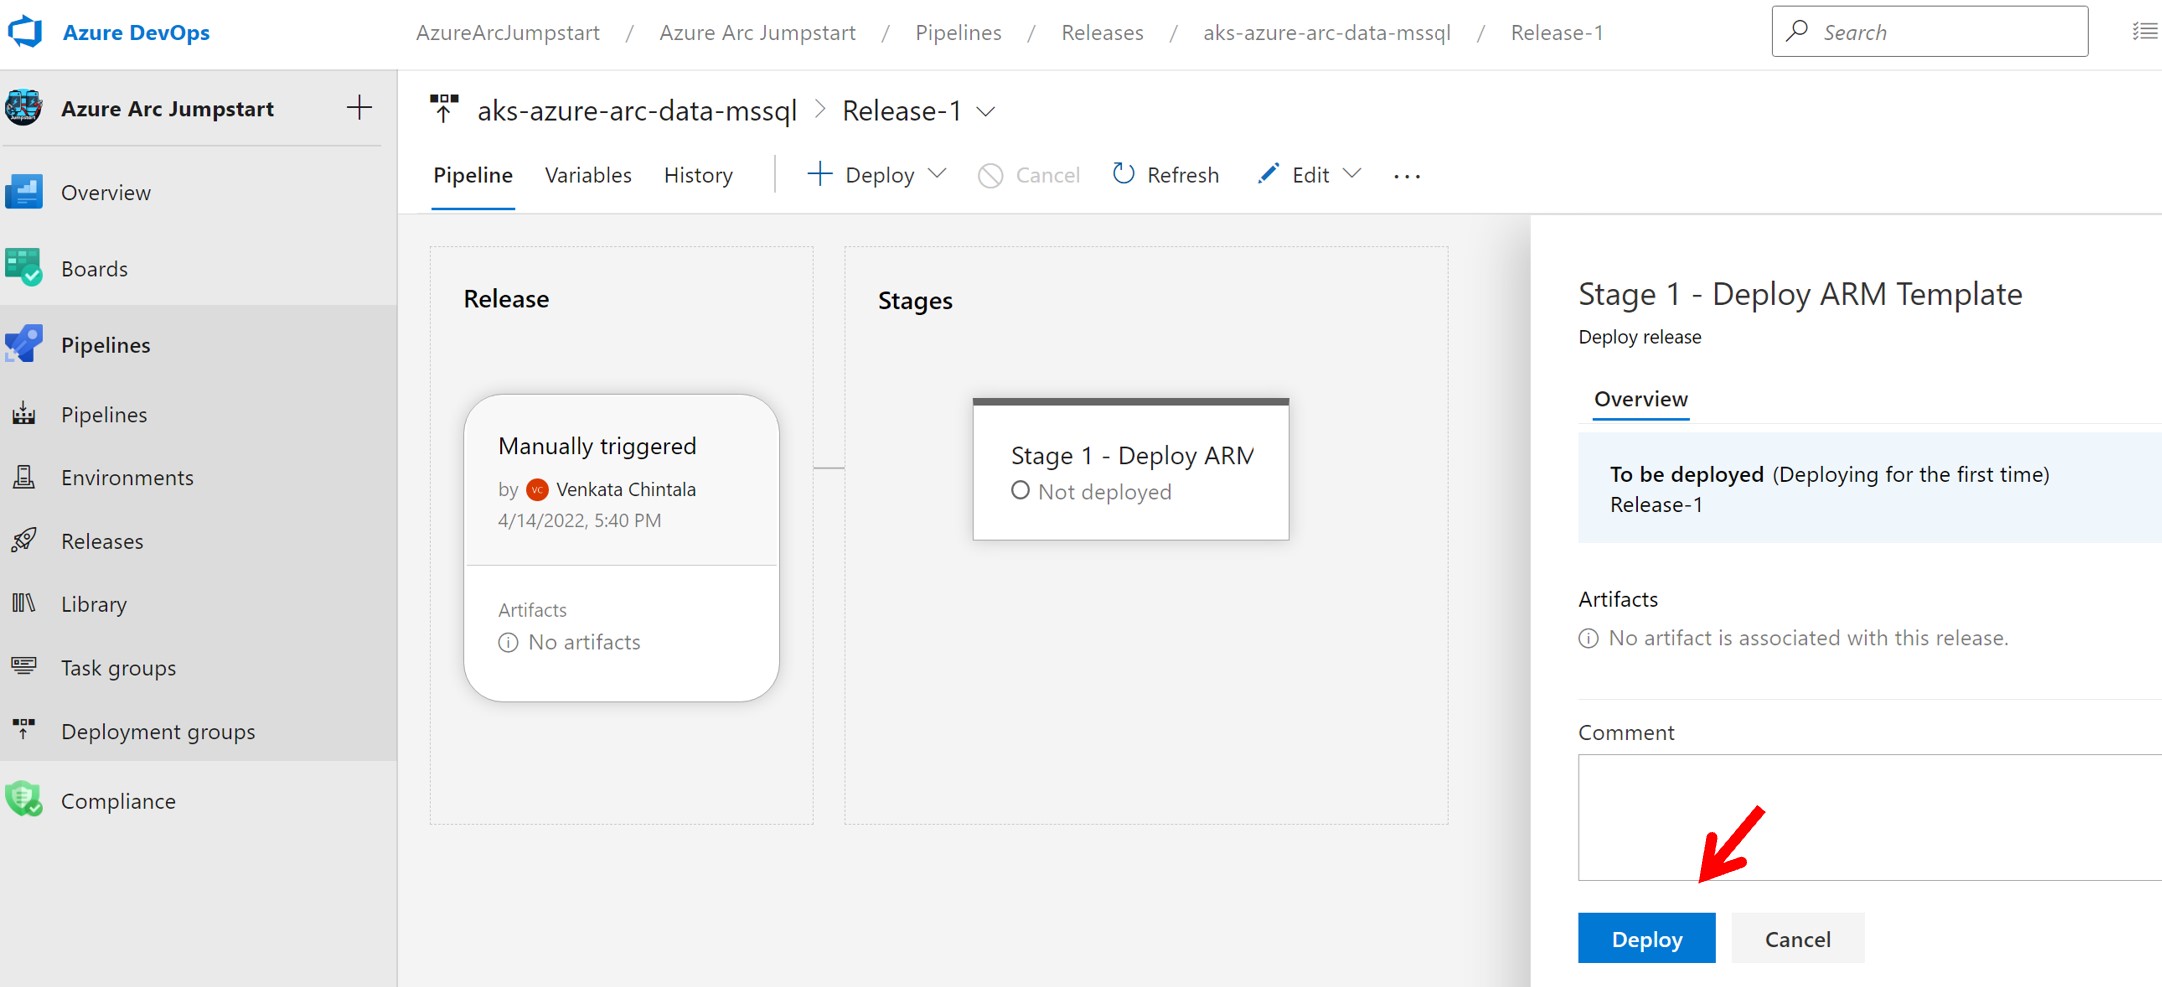 Azure DevOps
AzureArcJumpstart / Azure Arc Jumpstart / Pipelines / Releases / aks-azure-arc-data-mssql / Release-1
Search
Azure Arc Jumpstart
Overview
Boards
Pipelines
Pipelines
Environments
Releases
Library
Task groups
Deployment groups
Compliance
aks-azure-arc-data-mssql > Release-1
Pipeline Variables History Deploy Cancel Refresh Edit ...
Release
Manually triggered
by VC Venkata Chintala
4/14/2022, 5:40 PM
Artifacts
No artifacts
Stages
Stage 1 - Deploy ARM
Not deployed
Stage 1 - Deploy ARM Template
Deploy release
Overview
To be deployed (Deploying for the first time)
Release-1
Artifacts
No artifact is associated with this release.
Comment
Deploy Cancel